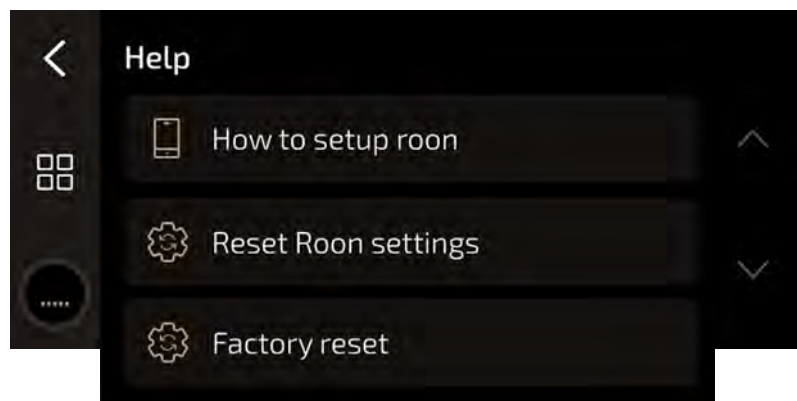 Help
How to setup roon
Reset Roon settings
Factory reset